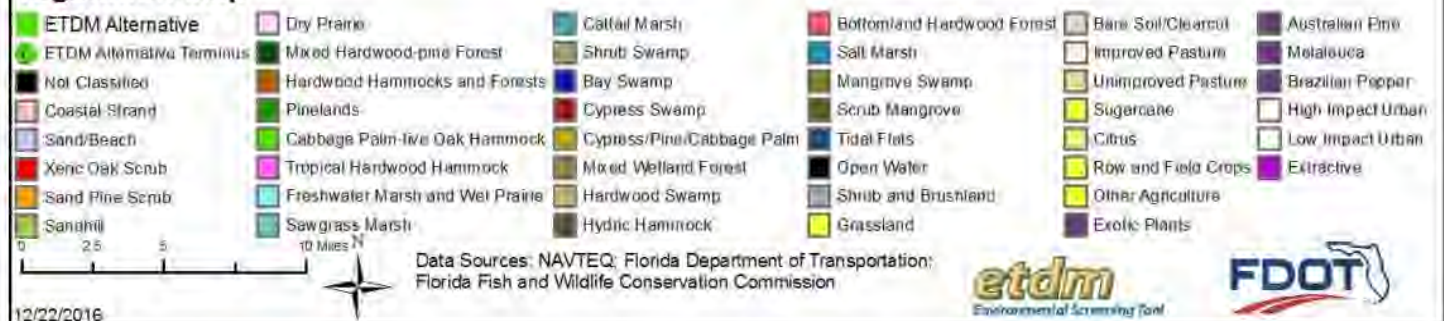 ETDM Alternative
ETDM Alternative Terminus
Not Classified
Coastal Strand
Sand/Beach
Xeric Oak Scrub
Sand Pine Scrub
Sandhill
Dry Prairie
Mixed Hardwood-pine Forest
Hardwood Hammocks and Forests
Pinelands
Cabbage Palm-live Oak Hammock
Tropical Hardwood Hammock
Freshwater Marsh and Wet Prairie
Sawgrass Marsh
Cattail Marsh
Shrub Swamp
Bay Swamp
Cypress Swamp
Cypress/Pine/Cabbage Palm
Mixed Wetland Forest
Hardwood Swamp
Hydric Hammock
Bottomland Hardwood Forest
Salt Marsh
Mangrove Swamp
Scrub Mangrove
Tidal Flats
Open Water
Shrub and Brushland
Grassland
Bare Soil/Clearcut
Improved Pasture
Unimproved Pasture
Sugarcane
Citrus
Row and Field Crops
Other Agriculture
Exotic Plants
Australian Pine
Melaleuca
Brazilian Pepper
High Impact Urban
Low Impact Urban
Extractive
0 2.5 5 10 Miles
N
Data Sources: NAVTEQ; Florida Department of Transportation;
Florida Fish and Wildlife Conservation Commission
etdm
Environmental Screening Tool
FDOT
12/22/2016